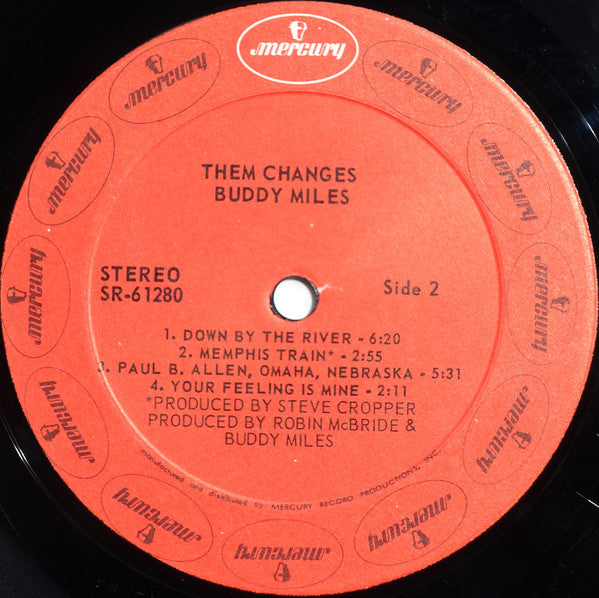 mercury
mercury
mercury
mercury
mercury
mercury
mercury
mercury
mercury
mercury
mercury
mercury
THEM CHANGES
BUDDY MILES
STEREO
SR-61280
Side 2
1. DOWN BY THE RIVER - 6:20
2. MEMPHIS TRAIN* - 2:55
3. PAUL B. ALLEN, OMAHA, NEBRASKA - 5:31
4. YOUR FEELING IS MINE - 2:11
*PRODUCED BY STEVE CROPPER
PRODUCED BY ROBIN McBRIDE &
BUDDY MILES
manufactured and distributed by MERCURY RECORD PRODUCTIONS, INC.